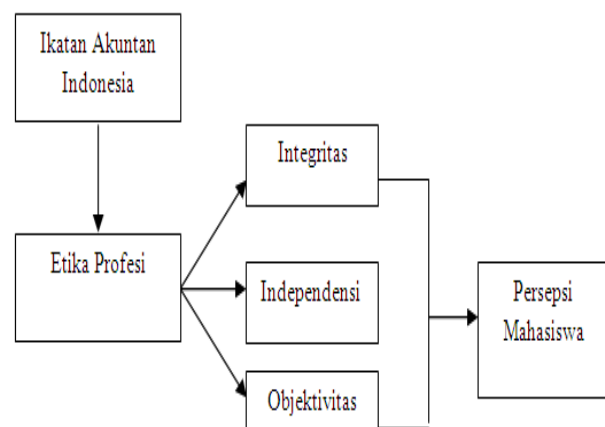 Ikatan Akuntan
Indonesia
Etika Profesi
Integritas
Independensi
Objektivitas
Persepsi
Mahasiswa